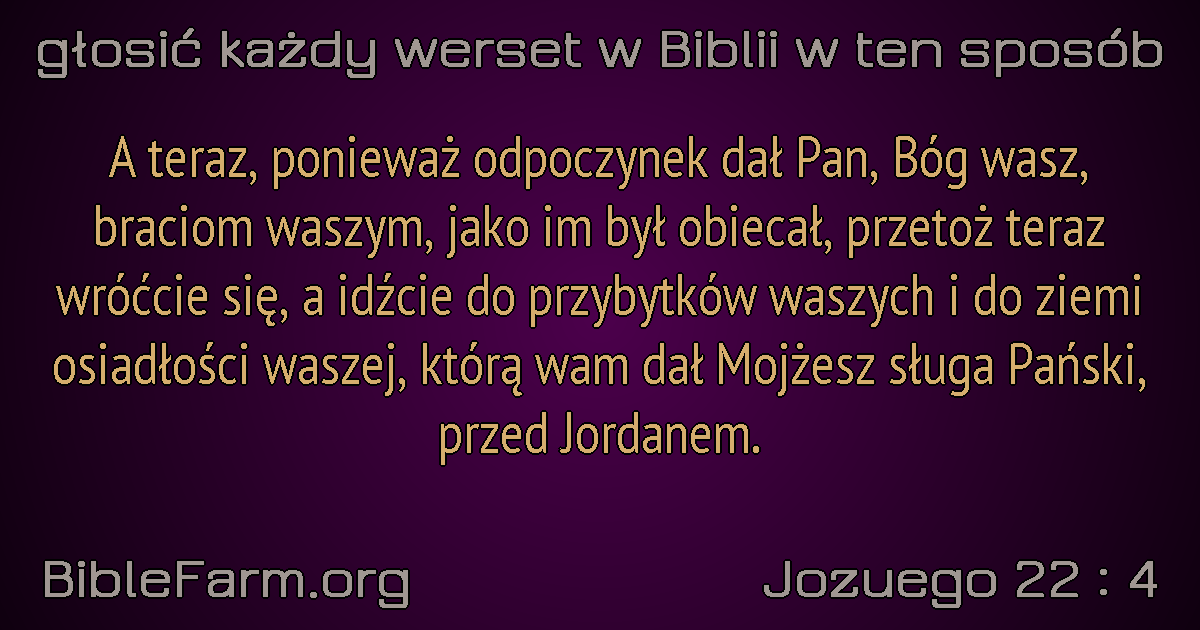 głosić każdy werset w Biblii w ten sposób
A teraz, ponieważ odpoczynek dał Pan, Bóg wasz,
braciom waszym, jako im był obiecał, przetoż teraz
wróćcie się, a idźcie do przybytków waszych i do ziemi
osiadłości waszej, którą wam dał Mojżesz sługa Pański,
przed Jordanem.
BibleFarm.org
Jozuego 22 : 4